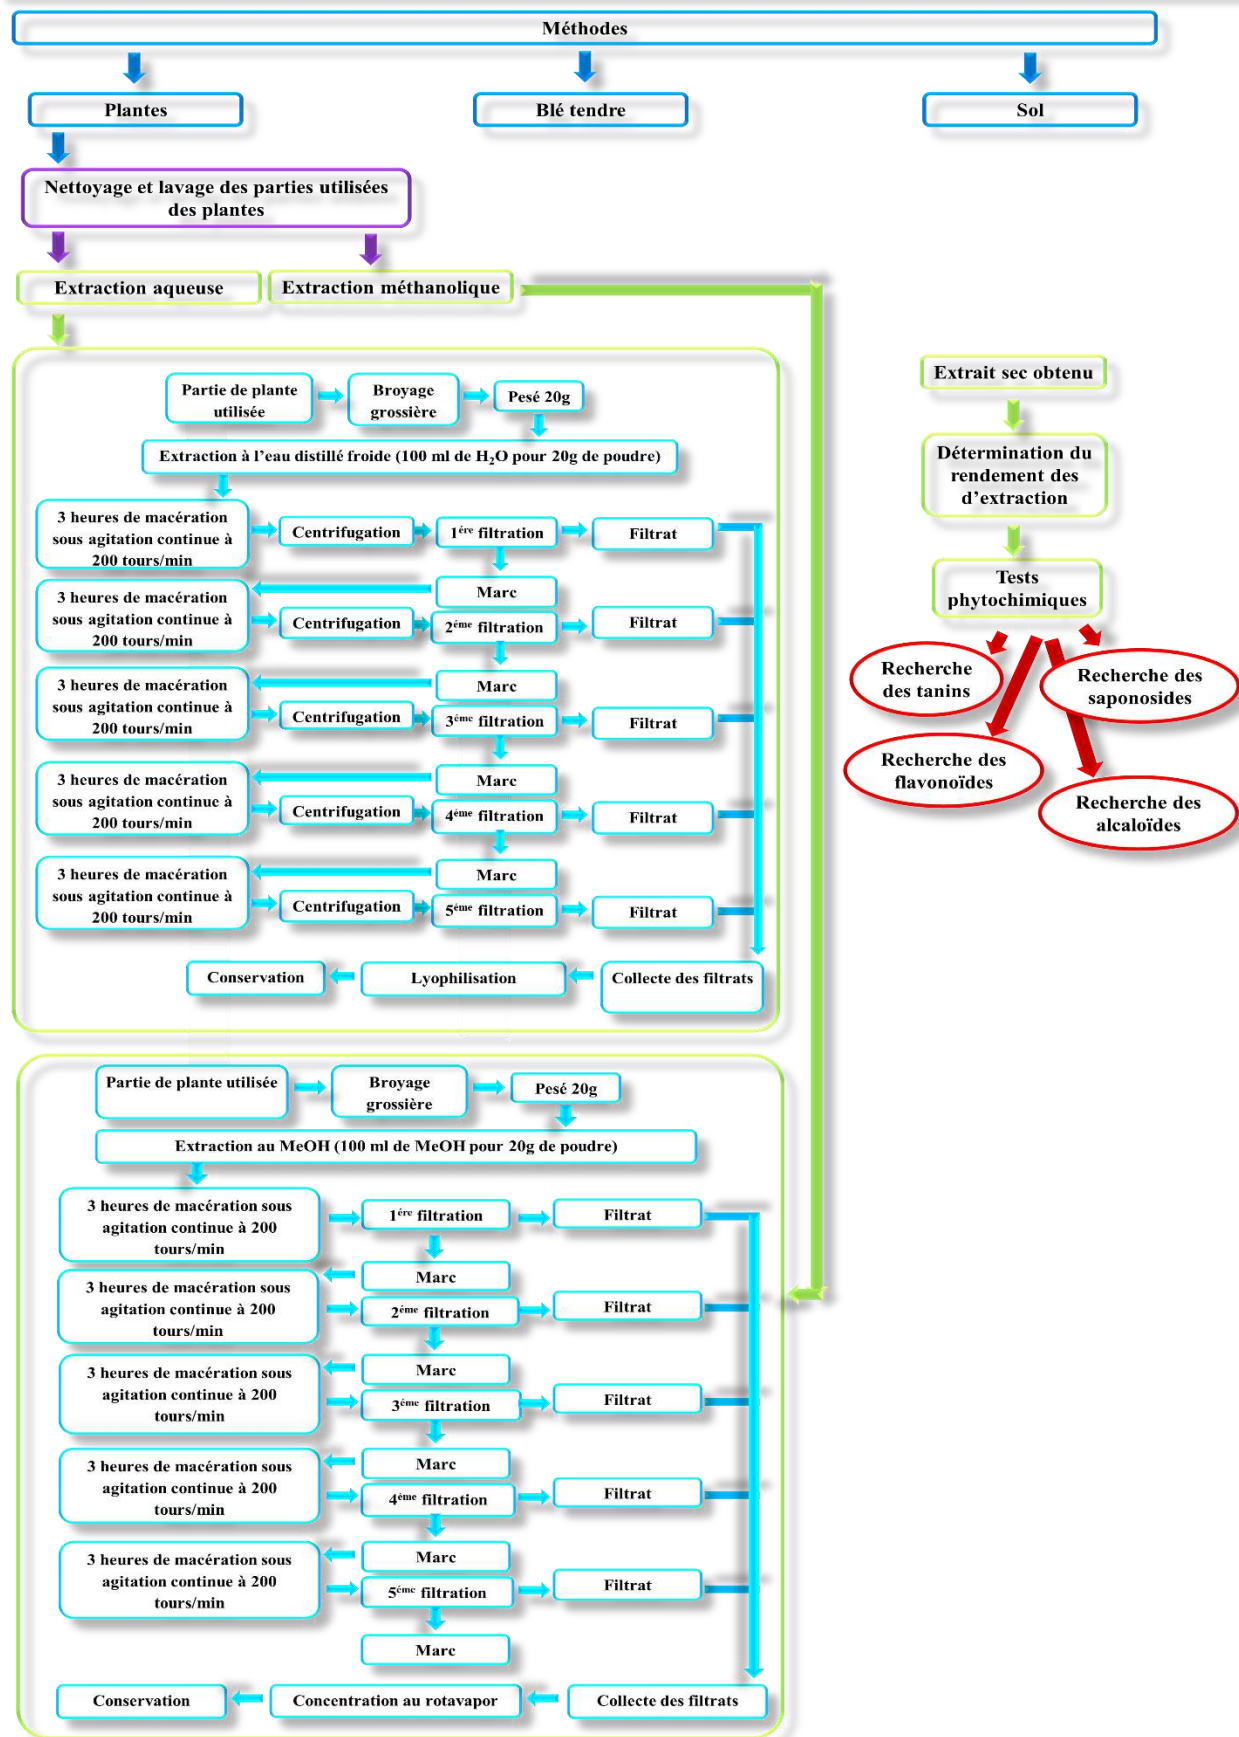 Méthodes
Plantes
Blé tendre
Sol
Nettoyage et lavage des parties utilisées
des plantes
Extraction aqueuse
Extraction méthanolique
Partie de plante
utilisée
Broyage
grossière
Pesé 20g
Extraction à l’eau distillé froide (100 ml de H₂O pour 20g de poudre)
3 heures de macération
sous agitation continue à
200 tours/min
Centrifugation
1ére filtration
Filtrat
Marc
3 heures de macération
sous agitation continue à
200 tours/min
Centrifugation
2éme filtration
Filtrat
Marc
3 heures de macération
sous agitation continue à
200 tours/min
Centrifugation
3éme filtration
Filtrat
Marc
3 heures de macération
sous agitation continue à
200 tours/min
Centrifugation
4éme filtration
Filtrat
Marc
3 heures de macération
sous agitation continue à
200 tours/min
Centrifugation
5éme filtration
Filtrat
Conservation
Lyophilisation
Collecte des filtrats
Extrait sec obtenu
Détermination du
rendement des
d’extraction
Tests
phytochimiques
Recherche
des tanins
Recherche des
saponosides
Recherche des
flavonoïdes
Recherche des
alcaloïdes
Partie de plante utilisée
Broyage
grossière
Pesé 20g
Extraction au MeOH (100 ml de MeOH pour 20g de poudre)
3 heures de macération sous
agitation continue à 200
tours/min
1ére filtration
Filtrat
Marc
3 heures de macération sous
agitation continue à 200
tours/min
2éme filtration
Filtrat
Marc
3 heures de macération sous
agitation continue à 200
tours/min
3éme filtration
Filtrat
Marc
3 heures de macération sous
agitation continue à 200
tours/min
4éme filtration
Filtrat
Marc
3 heures de macération sous
agitation continue à 200
tours/min
5éme filtration
Filtrat
Marc
Conservation
Concentration au rotavapor
Collecte des filtrats